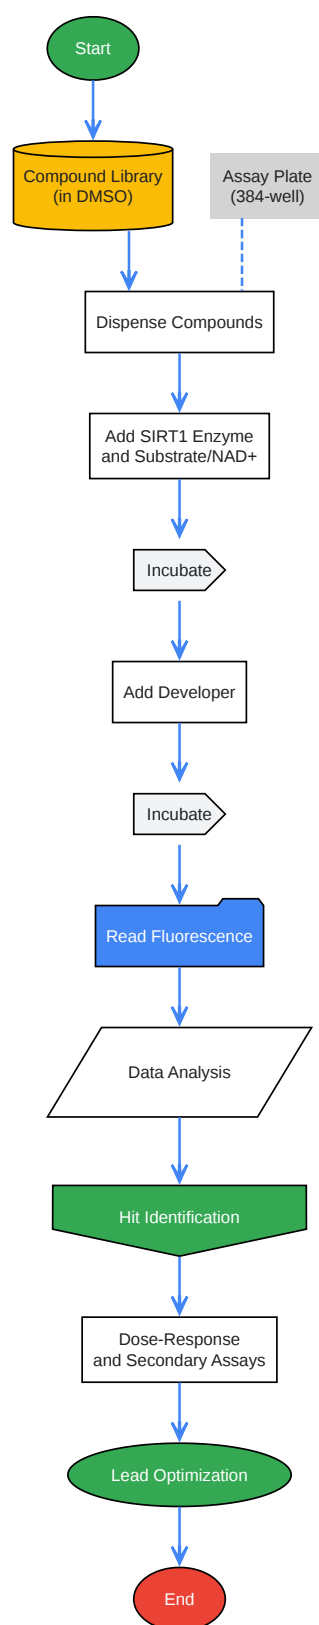 Start
Compound Library
(in DMSO)
Assay Plate
(384-well)
Dispense Compounds
Add SIRT1 Enzyme
and Substrate/NAD+
Incubate
Add Developer
Incubate
Read Fluorescence
Data Analysis
Hit Identification
Dose-Response
and Secondary Assays
Lead Optimization
End